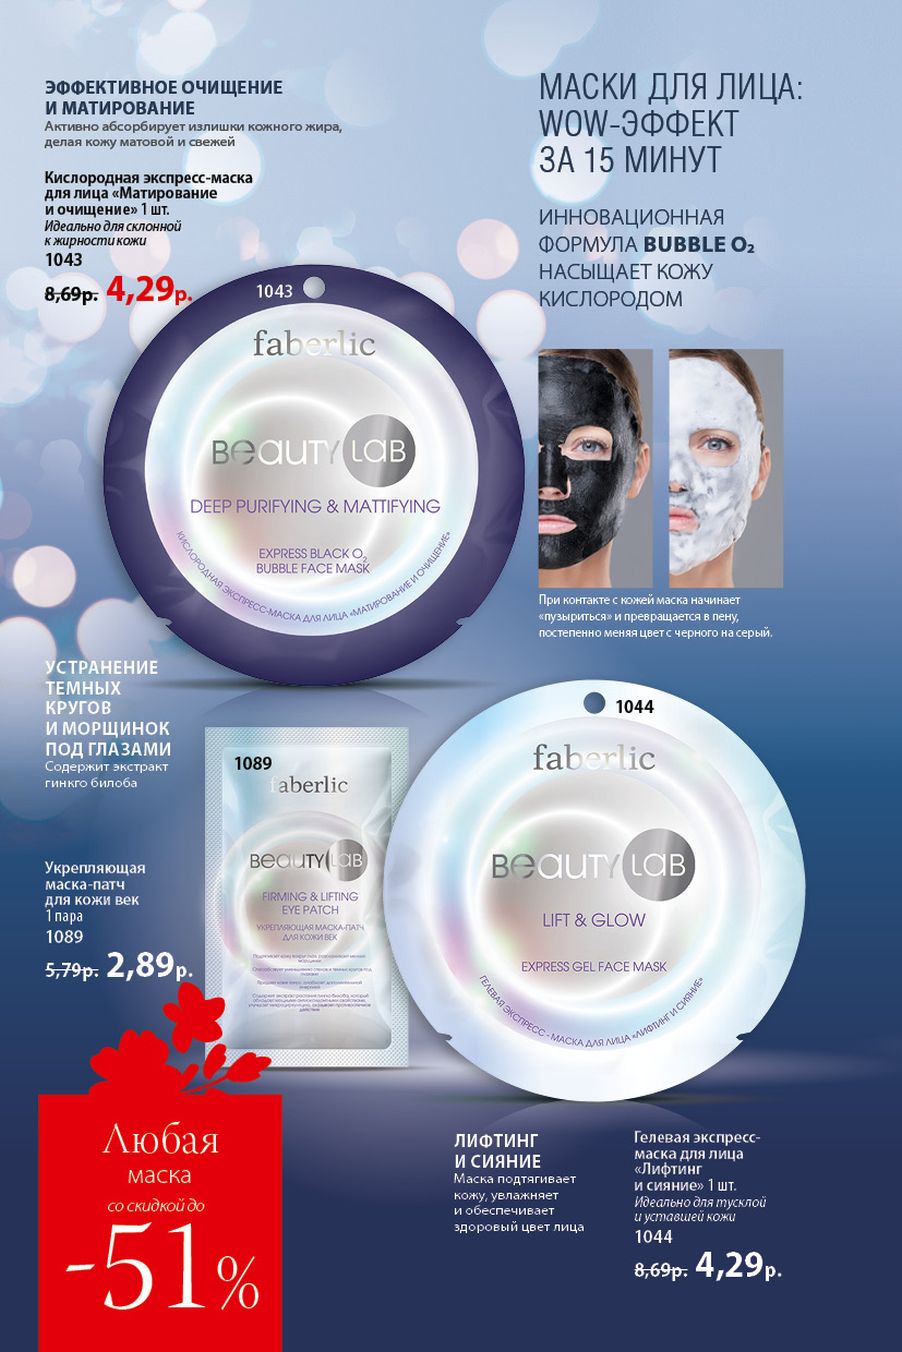 ЭФФЕКТИВНОЕ ОЧИЩЕНИЕ
И МАТИРОВАНИЕ
Активно абсорбирует излишки кожного жира,
делая кожу матовой и свежей
Кислородная экспресс-маска
для лица «Матирование
и очищение» 1 шт.
Идеально для склонной
к жирности кожи
1043
8,69р. 4,29р.
МАСКИ ДЛЯ ЛИЦА:
WOW-ЭФФЕКТ
ЗА 15 МИНУТ
ИННОВАЦИОННАЯ
ФОРМУЛА BUBBLE O₂
НАСЫЩАЕТ КОЖУ
КИСЛОРОДОМ
1043
faberlic
BEAUTY LAB
DEEP PURIFYING & MATTIFYING
EXPRESS BLACK O₂
BUBBLE FACE MASK
КИСЛОРОДНАЯ ЭКСПРЕСС-МАСКА ДЛЯ ЛИЦА «МАТИРОВАНИЕ И ОЧИЩЕНИЕ»
При контакте с кожей маска начинает
«пузыриться» и превращается в пену,
постепенно меняя цвет с черного на серый.
УСТРАНЕНИЕ
ТЕМНЫХ
КРУГОВ
И МОРЩИНОК
ПОД ГЛАЗАМИ
Содержит экстракт
гинкго билоба
Укрепляющая
маска-патч
для кожи век
1 пара
1089
5,79р. 2,89р.
1089
faberlic
BEAUTY LAB
FIRMING & LIFTING
EYE PATCH
УКРЕПЛЯЮЩАЯ МАСКА-ПАТЧ
ДЛЯ КОЖИ ВЕК
1044
faberlic
BEAUTY LAB
LIFT & GLOW
EXPRESS GEL FACE MASK
ГЕЛЕВАЯ ЭКСПРЕСС - МАСКА ДЛЯ ЛИЦА «ЛИФТИНГ И СИЯНИЕ»
Любая
маска
со скидкой до
-51%
ЛИФТИНГ
И СИЯНИЕ
Маска подтягивает
кожу, увлажняет
и обеспечивает
здоровый цвет лица
Гелевая экспресс-
маска для лица
«Лифтинг
и сияние» 1 шт.
Идеально для тусклой
и уставшей кожи
1044
8,69р. 4,29р.